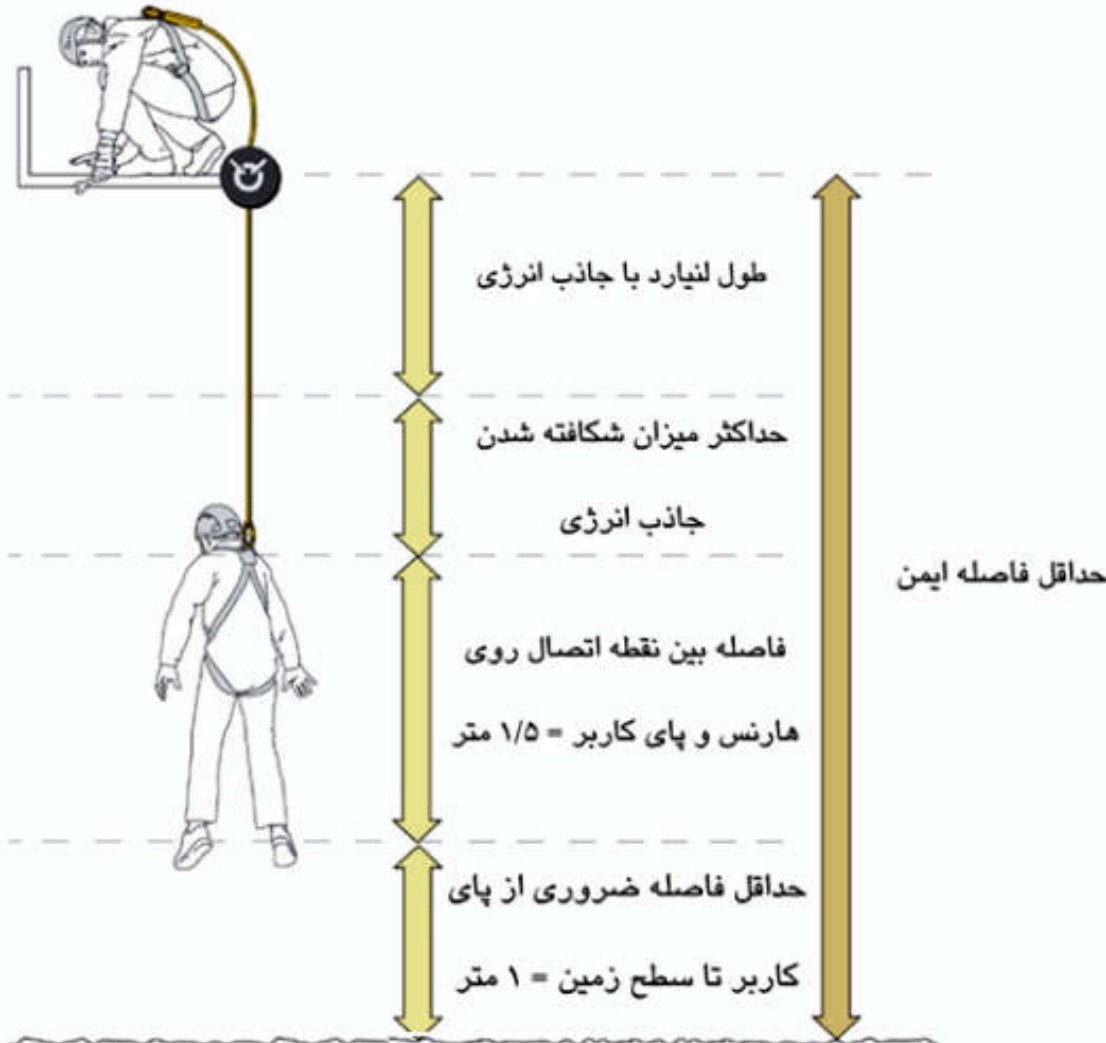 طول لنیارد با جاذب انرژی
حداکثر میزان شکافته شدن
جاذب انرژی
حداقل فاصله ایمن
فاصله بین نقطه اتصال روی
هارنس و پای کاربر = ۱/۵ متر
حداقل فاصله ضروری از پای
کاربر تا سطح زمین = ۱ متر